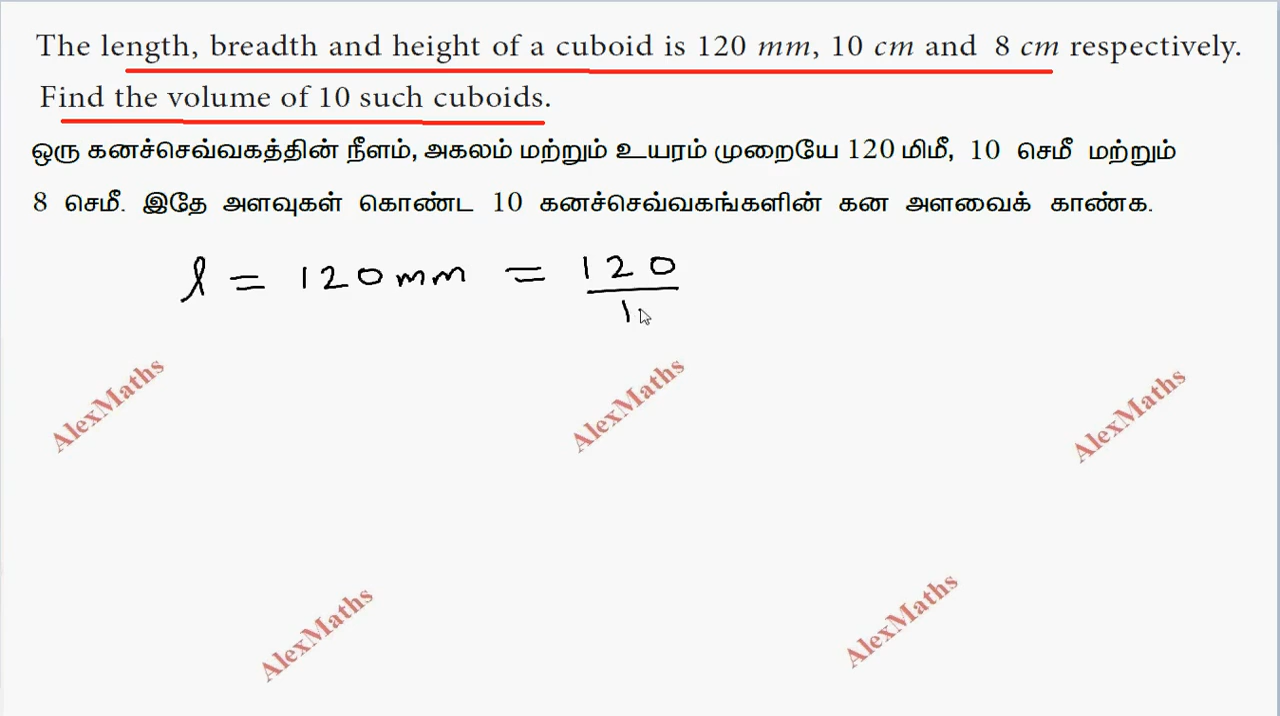 The length, breadth and height of a cuboid is 120 mm, 10 cm and 8 cm respectively.
Find the volume of 10 such cuboids.
ஒரு கனச்செவ்வகத்தின் நீளம், அகலம் மற்றும் உயரம் முறையே 120 மிமீ, 10 செமீ மற்றும்
8 செமீ. இதே அளவுகள் கொண்ட 10 கனச்செவ்வகங்களின் கன அளவைக் காண்க.
l = 120mm = 120
1
AlexMaths
AlexMaths
AlexMaths
AlexMaths
AlexMaths